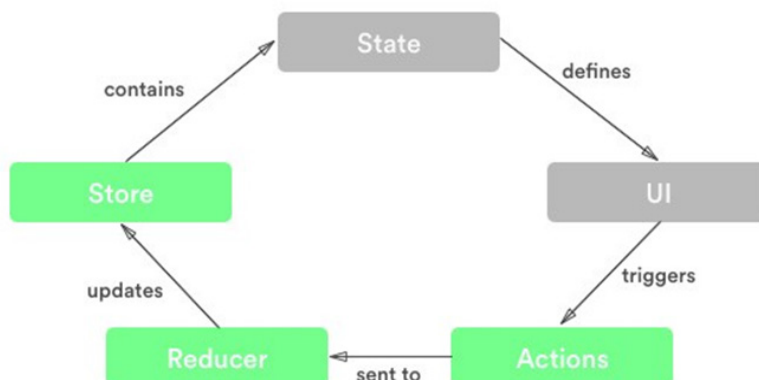 State
contains
defines
Store
UI
updates
triggers
Reducer
sent to
Actions